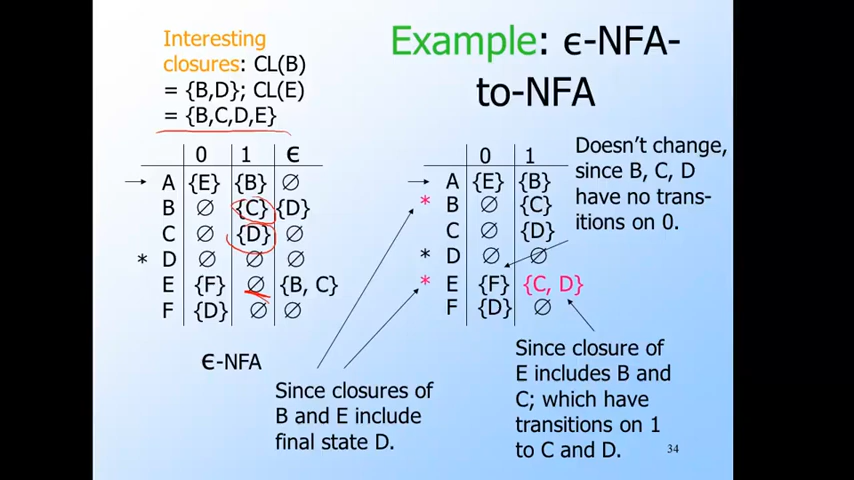 Interesting
closures: CL(B)
= {B,D}; CL(E)
= {B,C,D,E}
Example: ϵ-NFA-
to-NFA
0 1 ϵ
A {E} {B} ∅
B ∅ {C} {D}
C ∅ {D} ∅
* D ∅ ∅ ∅
E {F} ∅ {B, C}
F {D} ∅ ∅
ϵ-NFA
0 1
A {E} {B}
* B ∅ {C}
C ∅ {D}
* D ∅ ∅
* E {F} {C, D}
F {D} ∅
Doesn't change,
since B, C, D
have no trans-
itions on 0.
Since closures of
B and E include
final state D.
Since closure of
E includes B and
C; which have
transitions on 1
to C and D.
34